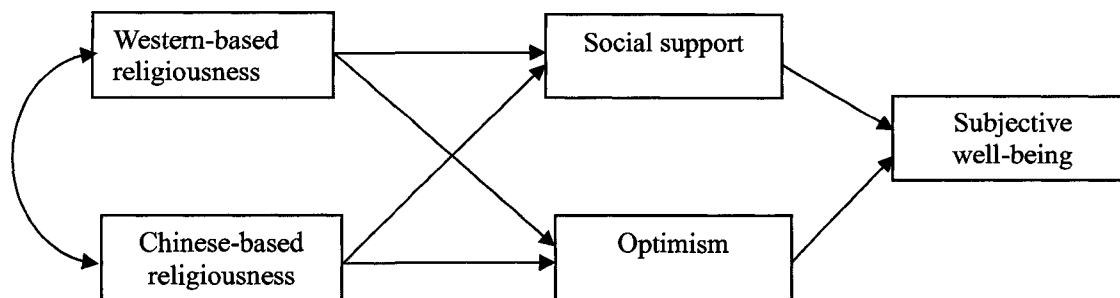 Western-based
religiousness
Social support
Subjective
well-being
Chinese-based
religiousness
Optimism